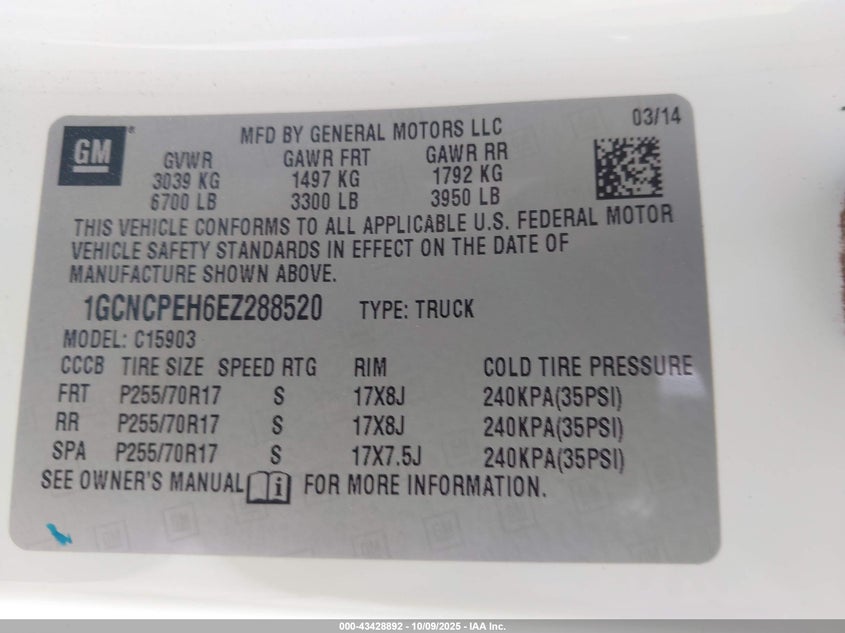 GM
MFD BY GENERAL MOTORS LLC 03/14
GVWR GAWR FRT GAWR RR
3039 KG 1497 KG 1792 KG
6700 LB 3300 LB 3950 LB
THIS VEHICLE CONFORMS TO ALL APPLICABLE U.S. FEDERAL MOTOR
VEHICLE SAFETY STANDARDS IN EFFECT ON THE DATE OF
MANUFACTURE SHOWN ABOVE.
1GCNCPEH6EZ288520 TYPE: TRUCK
MODEL: C15903
CCCB TIRE SIZE SPEED RTG RIM COLD TIRE PRESSURE
FRT P255/70R17 S 17X8J 240KPA(35PSI)
RR P255/70R17 S 17X8J 240KPA(35PSI)
SPA P255/70R17 S 17X7.5J 240KPA(35PSI)
SEE OWNER'S MANUAL i FOR MORE INFORMATION.
000-43428892 - 10/09/2025 - IAA Inc.